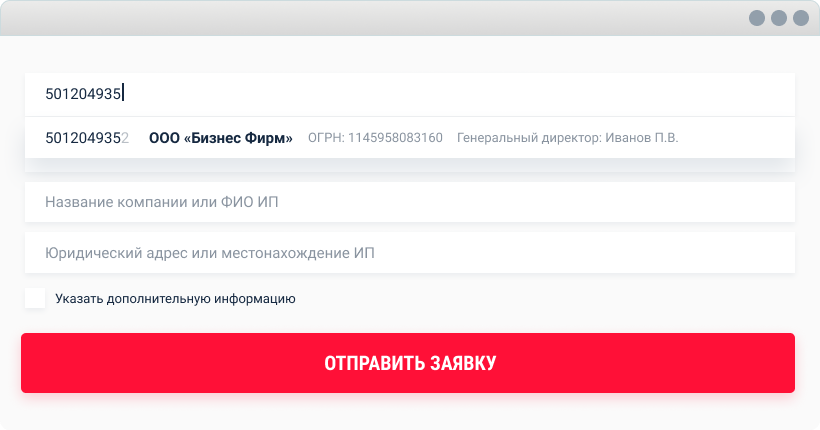 501204935
5012049352 ООО «Бизнес Фирм» ОГРН: 1145958083160 Генеральный директор: Иванов П.В.
Название компании или ФИО ИП
Юридический адрес или местонахождение ИП
Указать дополнительную информацию
ОТПРАВИТЬ ЗАЯВКУ